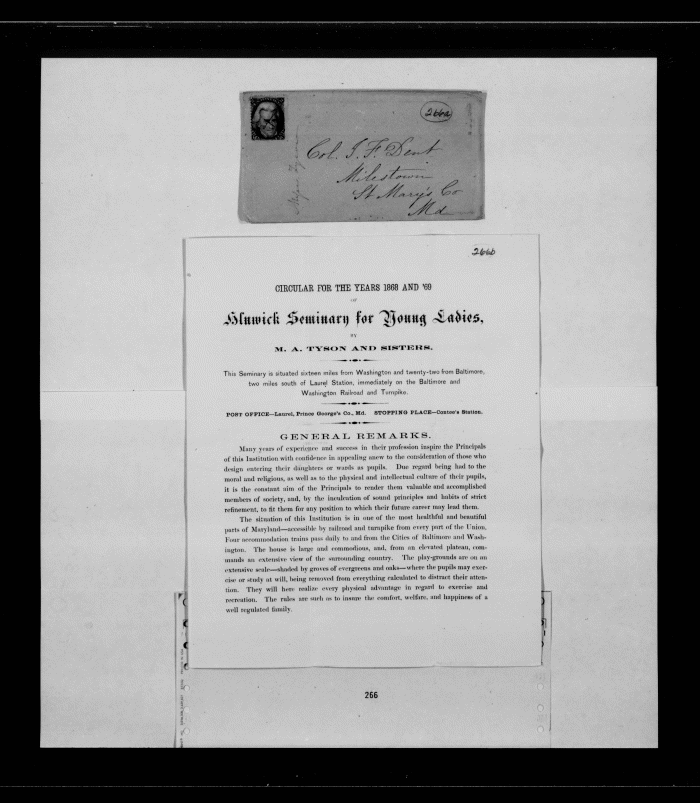 266a
Col. J. F. Dent
Milestown
St. Mary's Co
Md
266b
CIRCULAR FOR THE YEARS 1868 AND '69
OF
Alnwick Seminary for Young Ladies,
BY
M. A. TYSON AND SISTERS.
This Seminary is situated sixteen miles from Washington and twenty-two from Baltimore,
two miles south of Laurel Station, immediately on the Baltimore and
Washington Railroad and Turnpike.
POST OFFICE—Laurel, Prince George's Co., Md. STOPPING PLACE—Contee's Station.
GENERAL REMARKS.
Many years of experience and success in their profession inspire the Principals
of this Institution with confidence in appealing anew to the consideration of those who
design entering their daughters or wards as pupils. Due regard being had to the
moral and religious, as well as to the physical and intellectual culture of their pupils,
it is the constant aim of the Principals to render them valuable and accomplished
members of society, and, by the inculcation of sound principles and habits of strict
refinement, to fit them for any position to which their future career may lead them.
The situation of this Institution is in one of the most healthful and beautiful
parts of Maryland—accessible by railroad and turnpike from every part of the Union.
Four accommodation trains pass daily to and from the Cities of Baltimore and Wash-
ington. The house is large and commodious, and, from an elevated plateau, com-
mands an extensive view of the surrounding country. The play-grounds are on an
extensive scale—shaded by groves of evergreens and oaks—where the pupils may exer-
cise or study at will, being removed from everything calculated to distract their atten-
tion. They will here realize every physical advantage in regard to exercise and
recreation. The rules are such as to insure the comfort, welfare, and happiness of a
well regulated family.
266